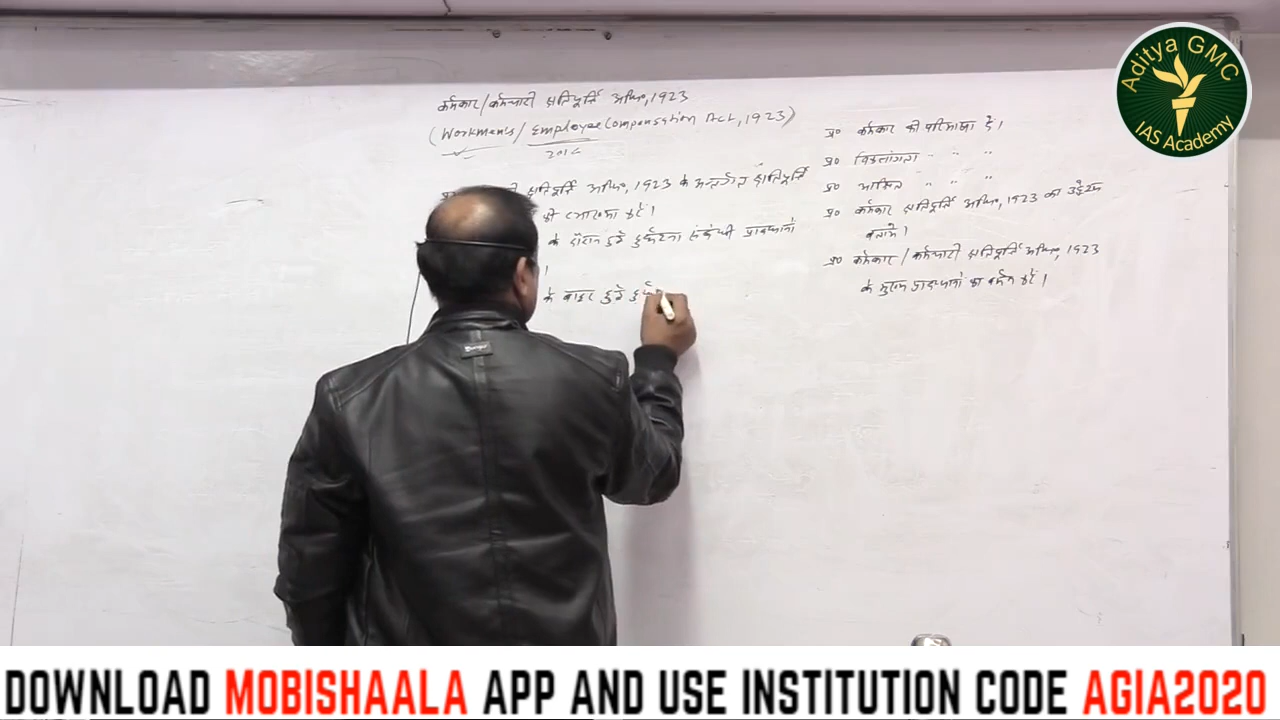 कर्मकार/कर्मचारी क्षतिपूर्ति अधि०,1923
(Workmen's/Employee Compensation Act,1923)
क्षतिपूर्ति अधि०, 1923 के अन्तर्गत क्षतिपूर्ति
की व्याख्या करें।
के दौरान हुई दुर्घटना संबंधी प्रावधानों
।
के बाहर हुई
प्र० कर्मकार की परिभाषा दें।
प्र० विकलांगता " " "
प्र० आश्रित " " "
प्र० कर्मकार क्षतिपूर्ति अधि०, 1923 का उद्देश्य
बतायें।
प्र० कर्मकार/कर्मचारी क्षतिपूर्ति अधि०, 1923
के मुख्य प्रावधानों का वर्णन करें।
Aditya GMC
IAS Academy
DOWNLOAD MOBISHAALA APP AND USE INSTITUTION CODE AGIA2020